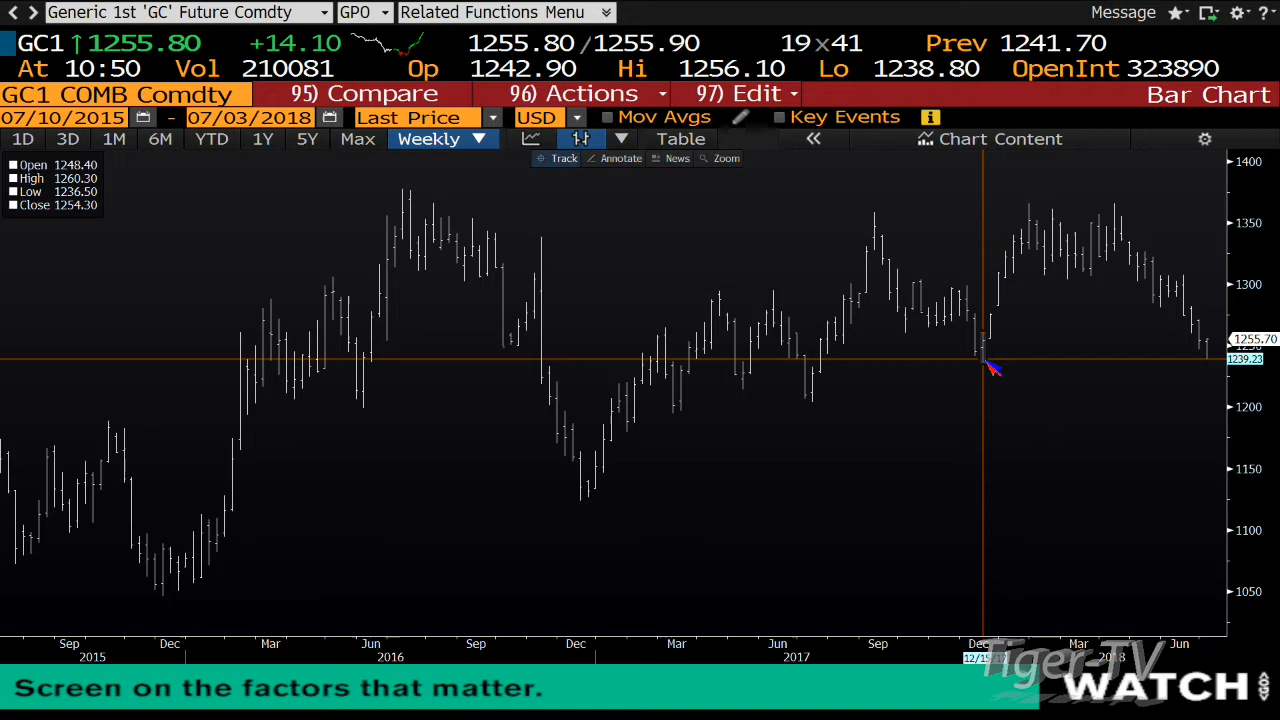 Generic 1st 'GC' Future Comdty GPO Related Functions Menu Message ?
GC1 ↑1255.80 +14.10 1255.80 /1255.90 19 x 41 Prev 1241.70
At 10:50 Vol 210081 Op 1242.90 Hi 1256.10 Lo 1238.80 OpenInt 323890
GC1 COMB Comdty 95) Compare 96) Actions 97) Edit Bar Chart
07/10/2015 - 07/03/2018 Last Price USD Mov Avgs Key Events i
1D 3D 1M 6M YTD 1Y 5Y Max Weekly Table « Chart Content
Track Annotate News Zoom
Open 1248.40
High 1260.30
Low 1236.50
Close 1254.30
1400
1350
1300
1255.70
1239.23
1200
1150
1100
1050
Sep Dec Mar Jun Sep Dec Mar Jun Sep Dec Mar Jun
2015 2016 2017 2018
Tiger-TV
Screen on the factors that matter.
WATCH